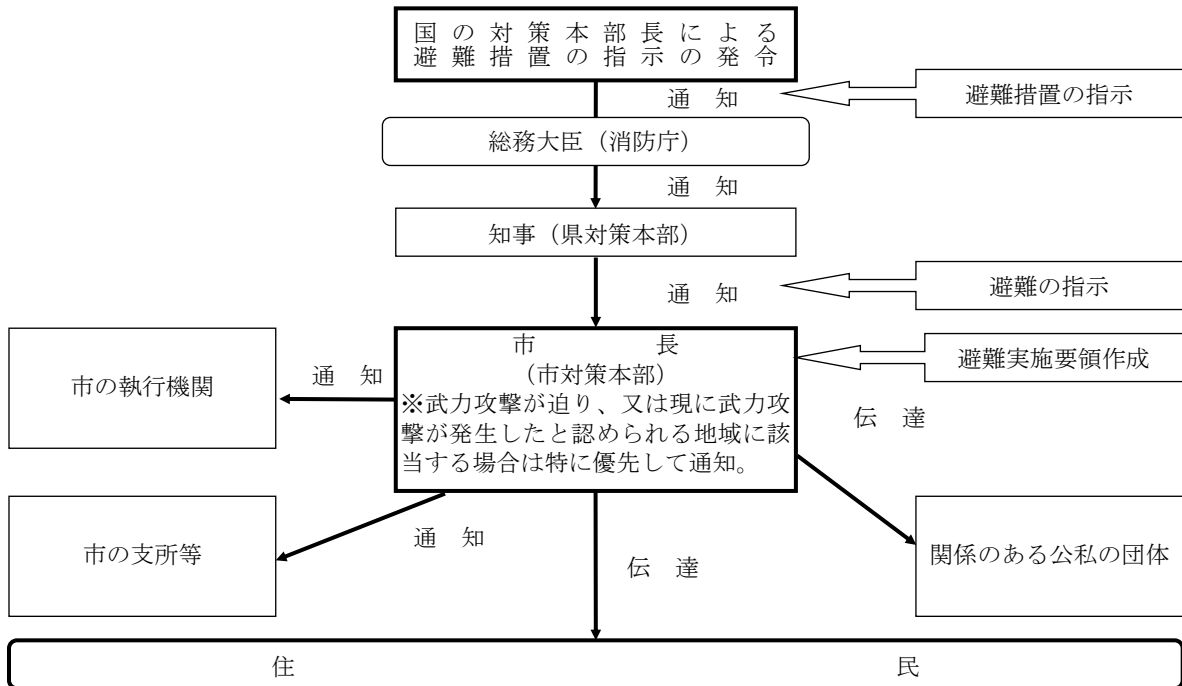 国の対策本部長による
避難措置の指示の発令
通知
避難措置の指示
総務大臣（消防庁）
通知
知事（県対策本部）
通知
避難の指示
市長
（市対策本部）
※武力攻撃が迫り、又は現に武力攻
撃が発生したと認められる地域に該
当する場合は特に優先して通知。
避難実施要領作成
市の執行機関
通知
伝達
市の支所等
通知
伝達
関係のある公私の団体
住民